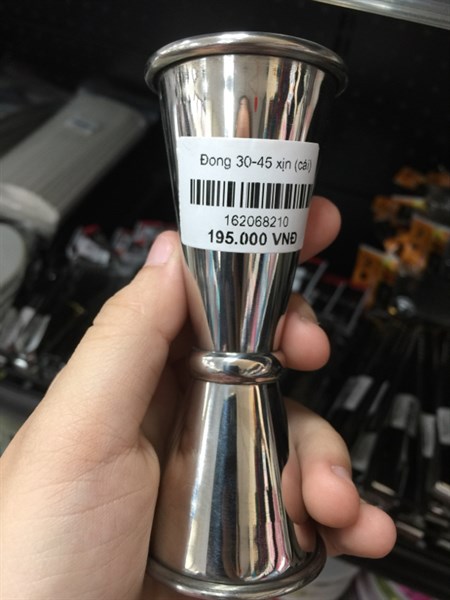 Đong 30-45 xịn (cái)
162068210
195.000 VNĐ